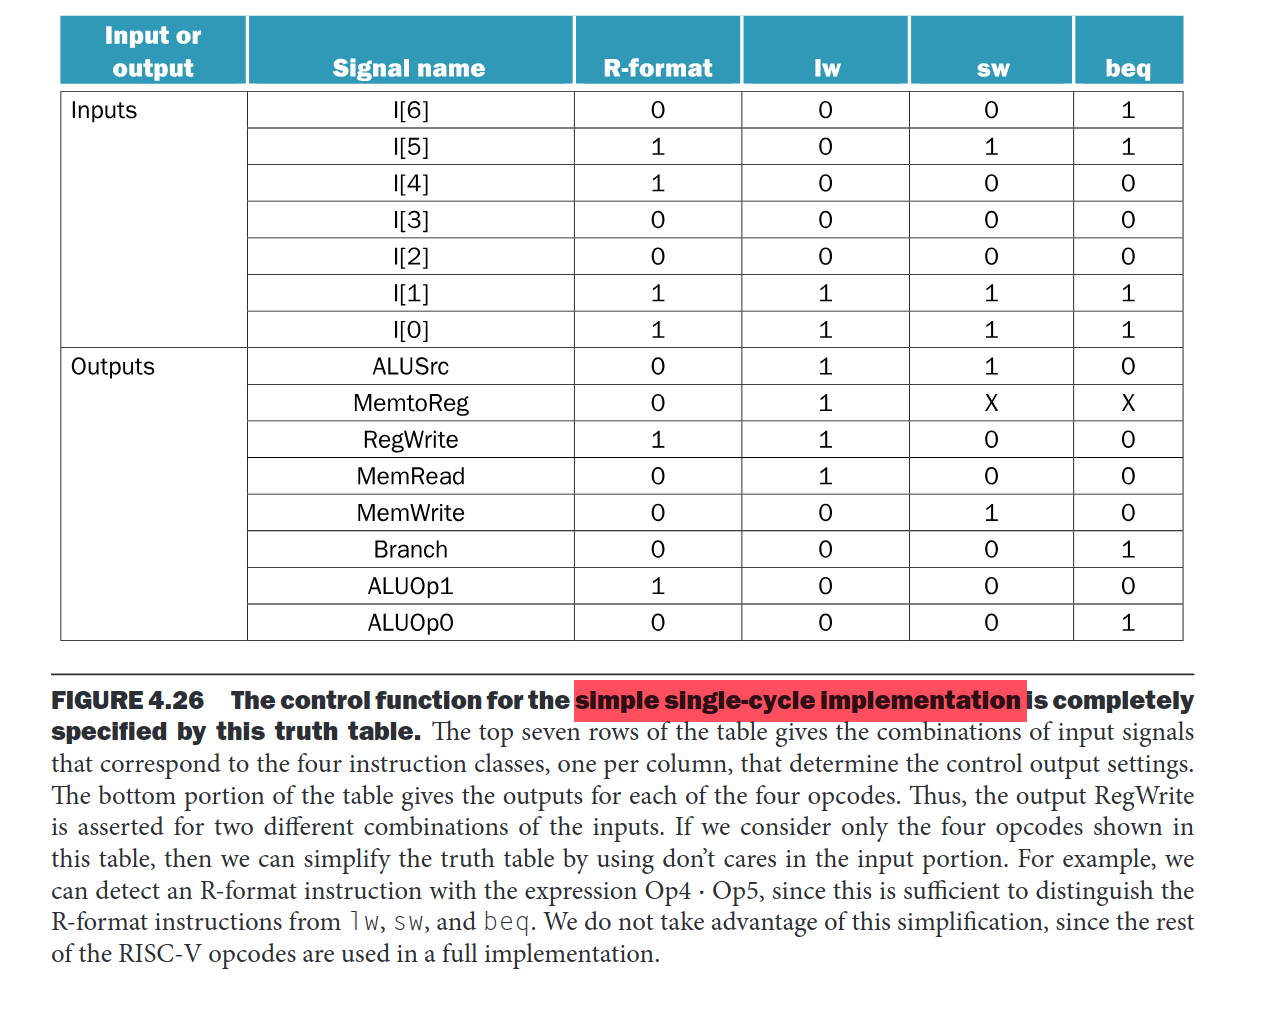 Input or output Signal name R-format lw sw beq
Inputs I[6] 0 0 0 1
I[5] 1 0 1 1
I[4] 1 0 0 0
I[3] 0 0 0 0
I[2] 0 0 0 0
I[1] 1 1 1 1
I[0] 1 1 1 1
Outputs ALUSrc 0 1 1 0
MemtoReg 0 1 X X
RegWrite 1 1 0 0
MemRead 0 1 0 0
MemWrite 0 0 1 0
Branch 0 0 0 1
ALUOp1 1 0 0 0
ALUOp0 0 0 0 1
FIGURE 4.26 The control function for the simple single-cycle implementation is completely
specified by this truth table. The top seven rows of the table gives the combinations of input signals
that correspond to the four instruction classes, one per column, that determine the control output settings.
The bottom portion of the table gives the outputs for each of the four opcodes. Thus, the output RegWrite
is asserted for two different combinations of the inputs. If we consider only the four opcodes shown in
this table, then we can simplify the truth table by using don’t cares in the input portion. For example, we
can detect an R-format instruction with the expression Op4 · Op5, since this is sufficient to distinguish the
R-format instructions from lw, sw, and beq. We do not take advantage of this simplification, since the rest
of the RISC-V opcodes are used in a full implementation.